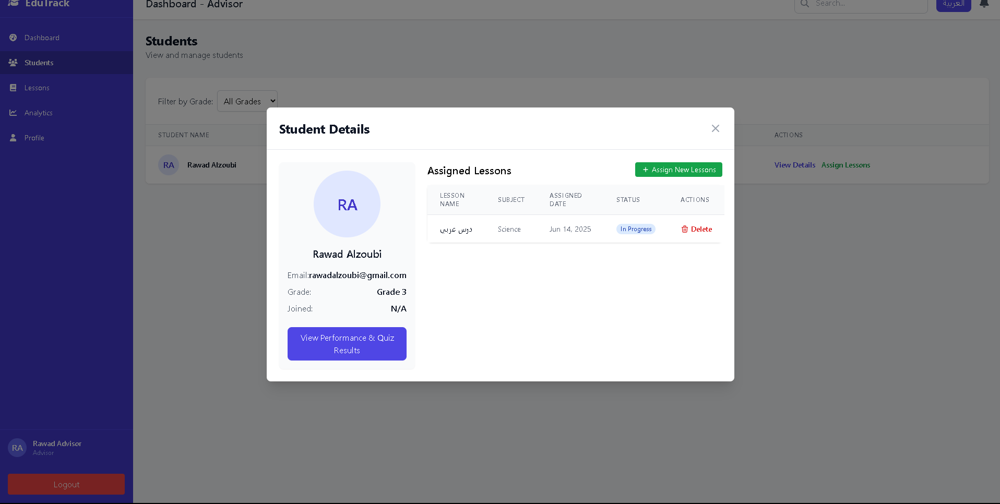 EduTrack
Dashboard
Students
Lessons
Analytics
Profile
RA
Rawad Advisor
Advisor
Logout
Dashboard - Advisor
Search...
العربية
Students
View and manage students
Filter by Grade: All Grades
STUDENT NAME
ACTIONS
RA Rawad Alzoubi
View Details Assign Lessons
Student Details
RA
Rawad Alzoubi
Email:rawadalzoubi@gmail.com
Grade: Grade 3
Joined: N/A
View Performance & Quiz
Results
Assigned Lessons
+ Assign New Lessons
LESSON NAME SUBJECT ASSIGNED DATE STATUS ACTIONS
درس عربي Science Jun 14, 2025 In Progress Delete